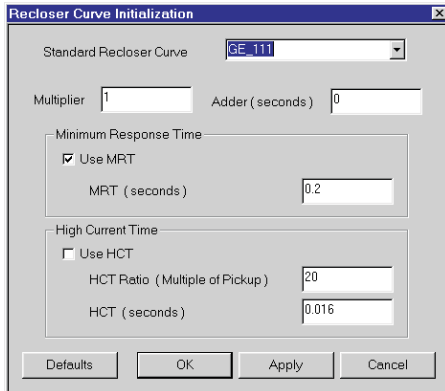 Recloser Curve Initialization
Standard Recloser Curve GE_111
Multiplier 1 Adder ( seconds ) 0
Minimum Response Time
Use MRT
MRT ( seconds ) 0.2
High Current Time
Use HCT
HCT Ratio ( Multiple of Pickup ) 20
HCT ( seconds ) 0.016
Defaults OK Apply Cancel